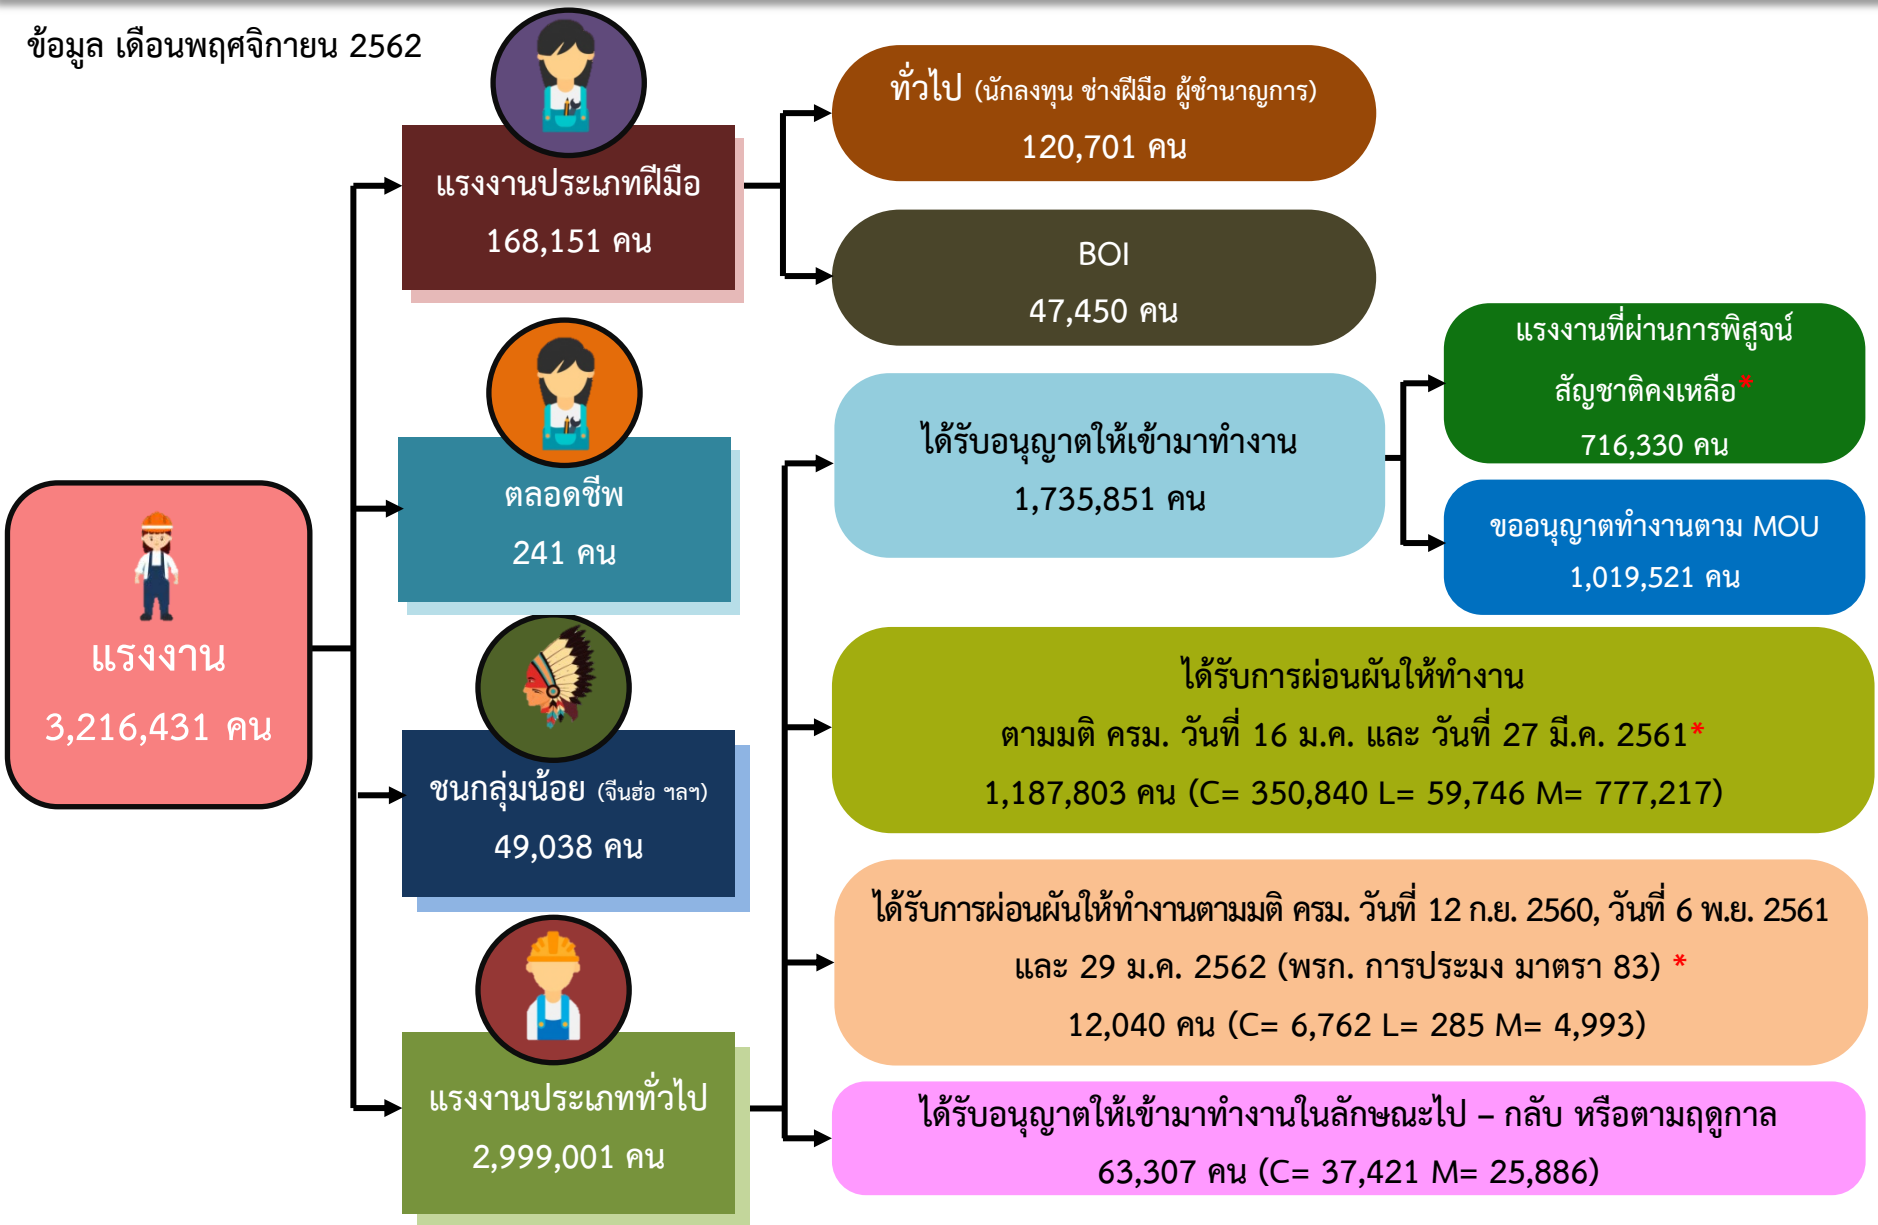 ข้อมูล เดือนพฤศจิกายน 2562
แรงงาน
3,216,431 คน
แรงงานประเภทฝีมือ
168,151 คน
ทั่วไป (นักลงทุน ช่างฝีมือ ผู้ชำนาญการ)
120,701 คน
BOI
47,450 คน
ตลอดชีพ
241 คน
ชนกลุ่มน้อย (จีนฮ่อ ฯลฯ)
49,038 คน
แรงงานประเภททั่วไป
2,999,001 คน
ได้รับอนุญาตให้เข้ามาทำงาน
1,735,851 คน
แรงงานที่ผ่านการพิสูจน์
สัญชาติคงเหลือ*
716,330 คน
ขออนุญาตทำงานตาม MOU
1,019,521 คน
ได้รับการผ่อนผันให้ทำงาน
ตามมติ ครม. วันที่ 16 ม.ค. และ วันที่ 27 มี.ค. 2561*
1,187,803 คน (C= 350,840 L= 59,746 M= 777,217)
ได้รับการผ่อนผันให้ทำงานตามมติ ครม. วันที่ 12 ก.ย. 2560, วันที่ 6 พ.ย. 2561
และ 29 ม.ค. 2562 (พรก. การประมง มาตรา 83) *
12,040 คน (C= 6,762 L= 285 M= 4,993)
ได้รับอนุญาตให้เข้ามาทำงานในลักษณะไป – กลับ หรือตามฤดูกาล
63,307 คน (C= 37,421 M= 25,886)